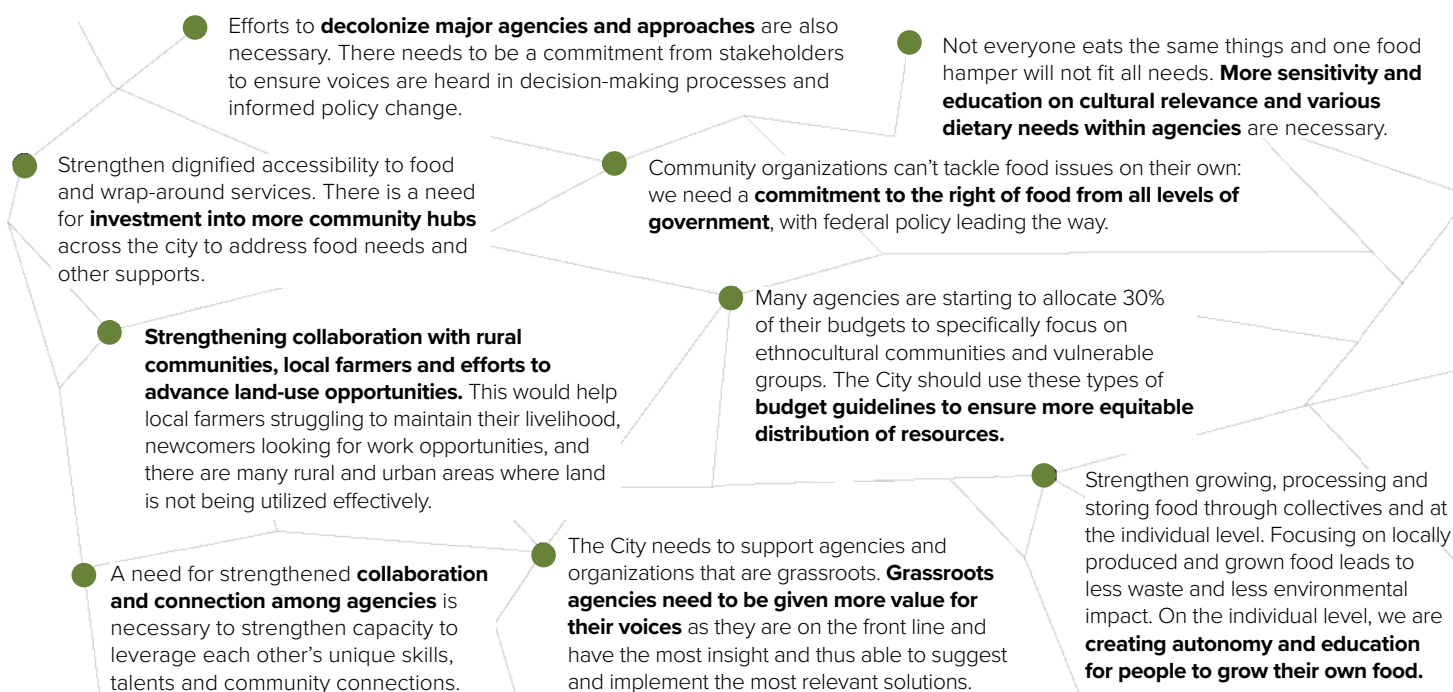 Efforts to decolonize major agencies and approaches are also
necessary. There needs to be a commitment from stakeholders
to ensure voices are heard in decision-making processes and
informed policy change.
Not everyone eats the same things and one food
hamper will not fit all needs. More sensitivity and
education on cultural relevance and various
dietary needs within agencies are necessary.
Strengthen dignified accessibility to food
and wrap-around services. There is a need
for investment into more community hubs
across the city to address food needs and
other supports.
Community organizations can’t tackle food issues on their own:
we need a commitment to the right of food from all levels of
government, with federal policy leading the way.
Strengthening collaboration with rural
communities, local farmers and efforts to
advance land-use opportunities. This would help
local farmers struggling to maintain their livelihood,
newcomers looking for work opportunities, and
there are many rural and urban areas where land
is not being utilized effectively.
Many agencies are starting to allocate 30%
of their budgets to specifically focus on
ethnocultural communities and vulnerable
groups. The City should use these types of
budget guidelines to ensure more equitable
distribution of resources.
A need for strengthened collaboration
and connection among agencies is
necessary to strengthen capacity to
leverage each other’s unique skills,
talents and community connections.
The City needs to support agencies and
organizations that are grassroots. Grassroots
agencies need to be given more value for
their voices as they are on the front line and
have the most insight and thus able to suggest
and implement the most relevant solutions.
Strengthen growing, processing and
storing food through collectives and at
the individual level. Focusing on locally
produced and grown food leads to
less waste and less environmental
impact. On the individual level, we are
creating autonomy and education
for people to grow their own food.